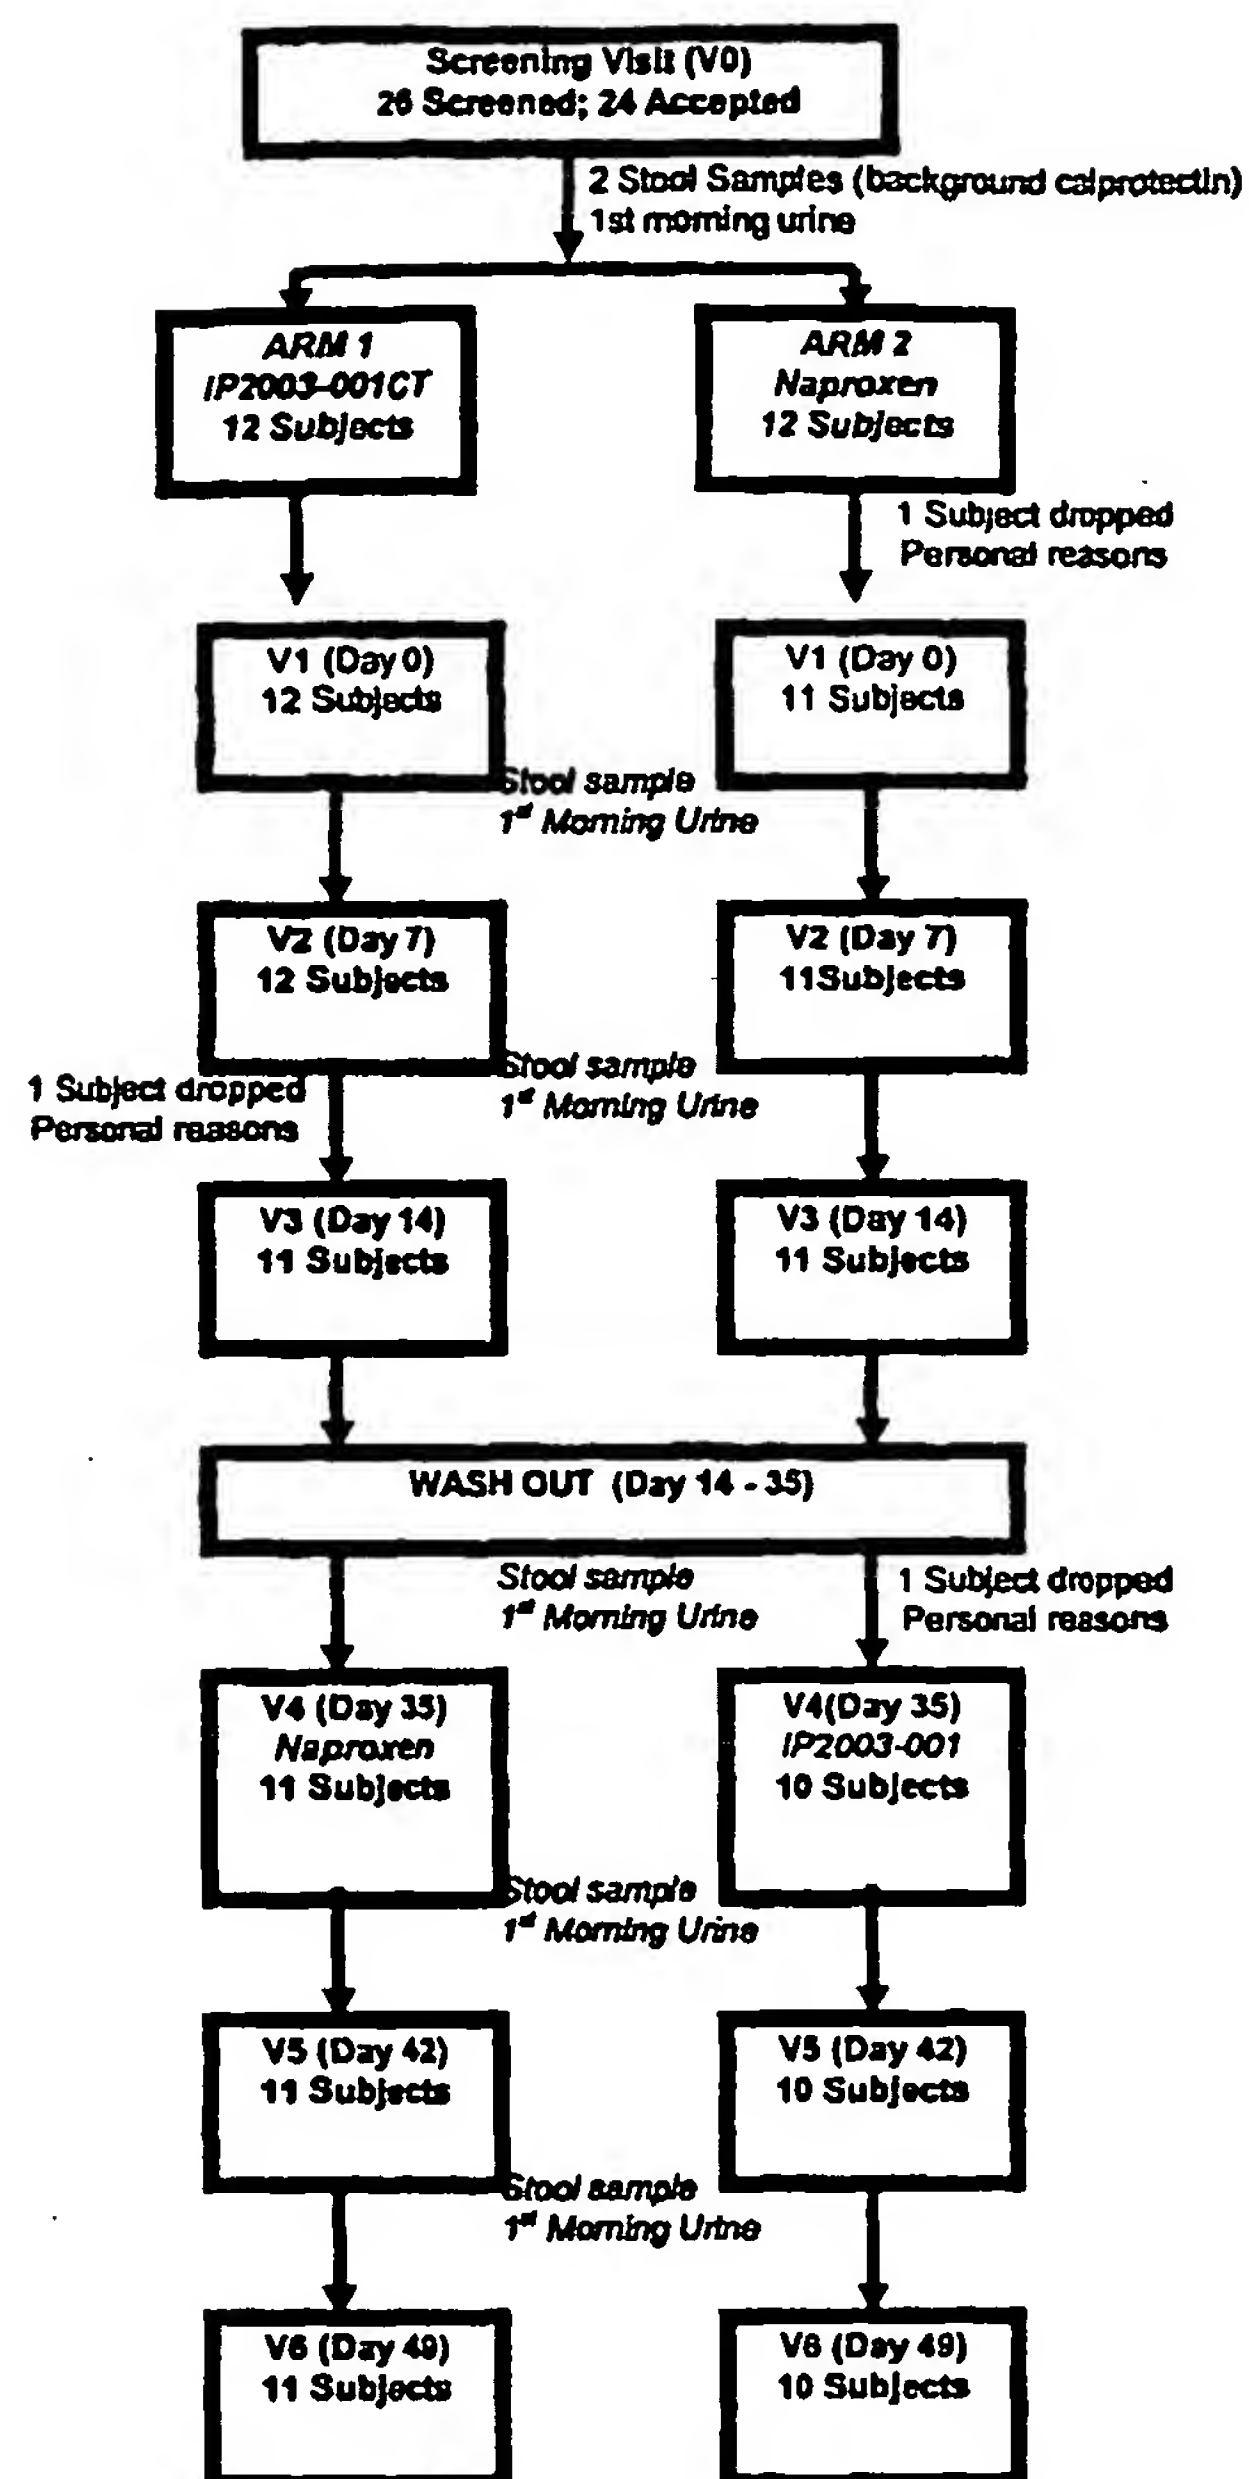 Screening Visit (V0)
26 Screened; 24 Accepted
2 Stool Samples (background calprotectin)
1st morning urine
ARM 1
IP2003-001CT
12 Subjects
ARM 2
Naproxen
12 Subjects
1 Subject dropped
Personal reasons
V1 (Day 0)
12 Subjects
V1 (Day 0)
11 Subjects
Stool sample
1st Morning Urine
V2 (Day 7)
12 Subjects
V2 (Day 7)
11Subjects
1 Subject dropped
Personal reasons
Stool sample
1st Morning Urine
V3 (Day 14)
11 Subjects
V3 (Day 14)
11 Subjects
WASH OUT (Day 14 - 35)
Stool sample
1st Morning Urine
1 Subject dropped
Personal reasons
V4 (Day 35)
Naproxen
11 Subjects
V4(Day 35)
IP2003-001
10 Subjects
Stool sample
1st Morning Urine
V5 (Day 42)
11 Subjects
V5 (Day 42)
10 Subjects
Stool sample
1st Morning Urine
V6 (Day 49)
11 Subjects
V6 (Day 49)
10 Subjects